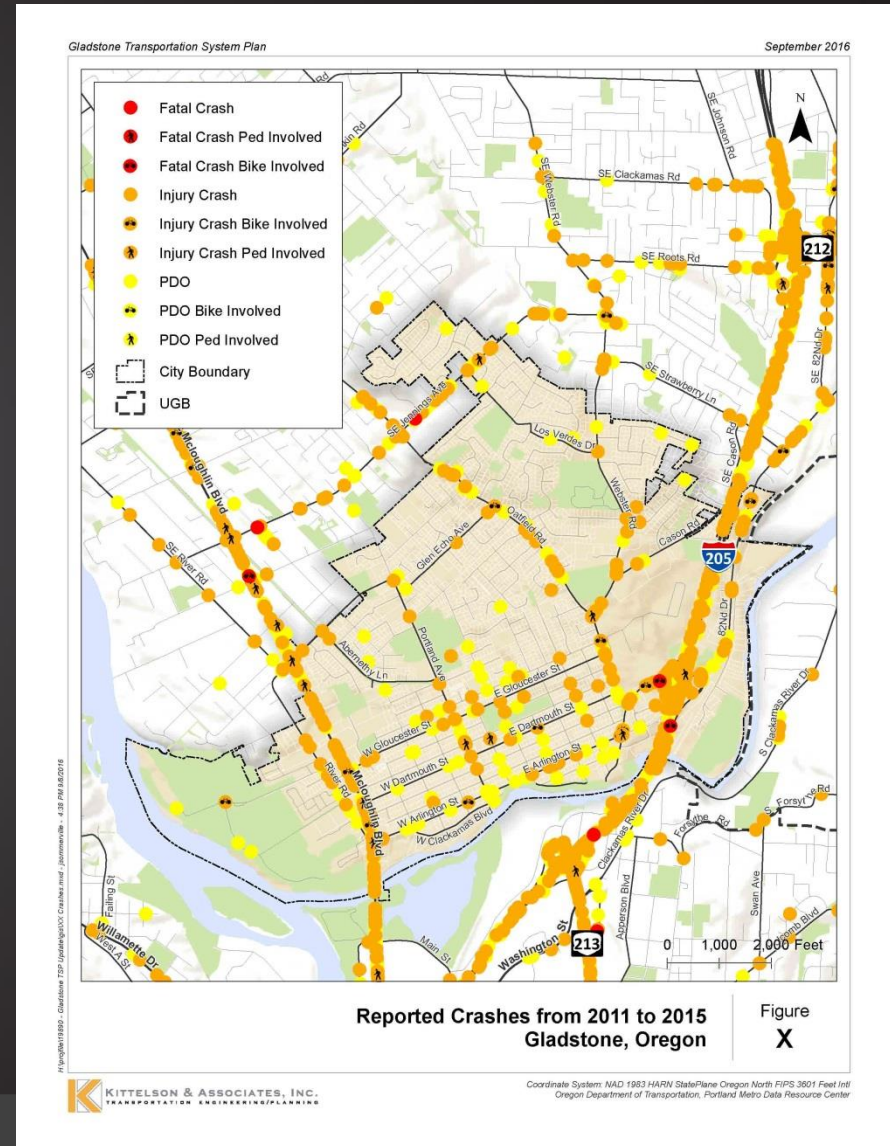 Gladstone Transportation System Plan
September 2016
Fatal Crash
Fatal Crash Ped Involved
Fatal Crash Bike Involved
Injury Crash
Injury Crash Bike Involved
Injury Crash Ped Involved
PDO
PDO Bike Involved
PDO Ped Involved
City Boundary
UGB
N
Rd
kin Rd
SE Johnson Rd
SE Webster Rd
SE Clackamas Rd
212
SE Roots Rd
SE 82Nd Dr
SE Strawberry Ln
SE Jennings Ave
SE Cason Rd
Los Verdes Dr
Mcloughlin Blvd
Webster Rd
Oatfield Rd
Cason Rd
Glen Echo Ave
SE River Rd
205
82Nd Dr
Abernethy Ln
Portland Ave
E Gloucester St
S Clackamas River Dr
W Gloucester St
E Dartmouth St
River Rd
Mcloughlin Blvd
W Dartmouth St
E Arlington St
W Arlington St
W Clackamas Blvd
Clackamas River Dr
Forsythe Rd
S Forsyt Rd
Apperson Blvd
Swan Ave
comb Blvd
Failing St
Willamette Dr
West A St
Main St
Washington St
213
0 1,000 2,000 Feet
Reported Crashes from 2011 to 2015
Gladstone, Oregon
Figure
X
KITTELSON & ASSOCIATES, INC.
TRANSPORTATION ENGINEERING/PLANNING
Coordinate System: NAD 1983 HARN StatePlane Oregon North FIPS 3601 Feet Intl
Oregon Department of Transportation, Portland Metro Data Resource Center